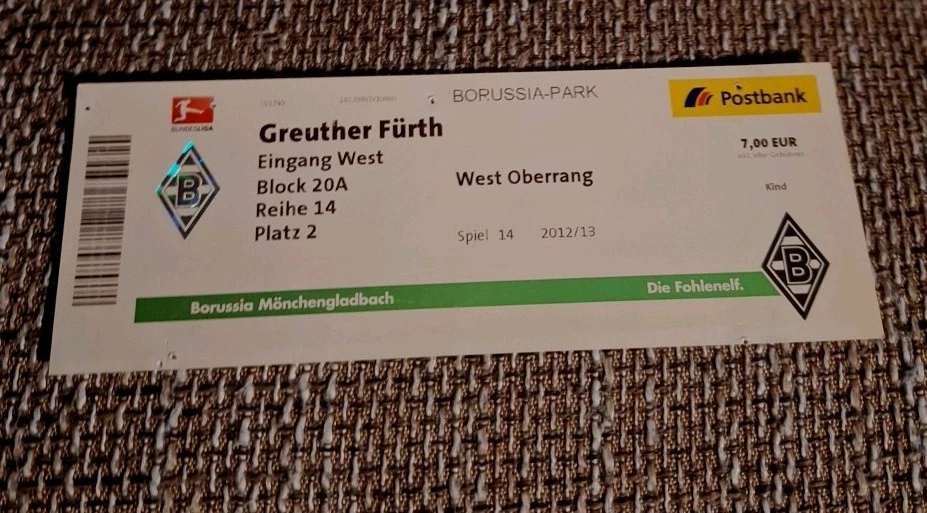 BORUSSIA-PARK
Postbank
BUNDESLIGA
Greuther Fürth
7,00 EUR
Eingang West
Block 20A
West Oberrang
Kind
Reihe 14
Platz 2
Spiel 14 2012/13
B
B
Borussia Mönchengladbach
Die Fohlenelf.